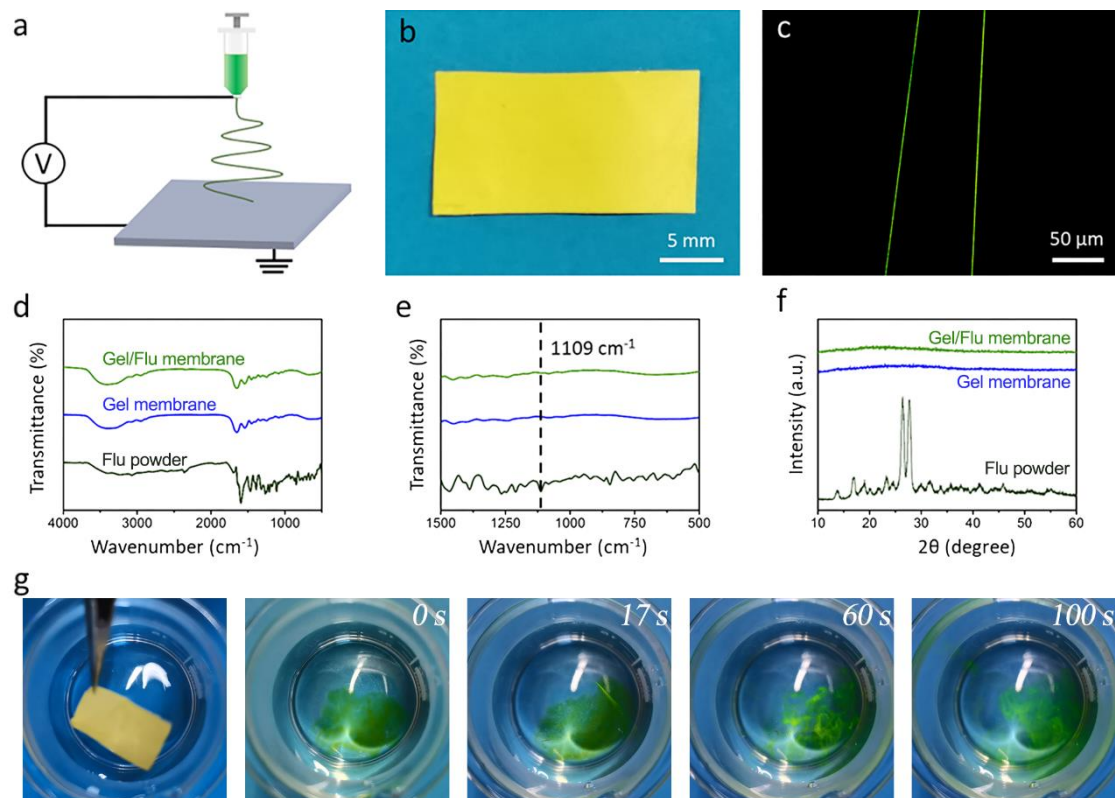 a
V
b
5 mm
c
50 μm
d
Transmittance (%)
Gel/Flu membrane
Gel membrane
Flu powder
4000 3000 2000 1000
Wavenumber (cm⁻¹)
e
Transmittance (%)
1109 cm⁻¹
1500 1250 1000 750 500
Wavenumber (cm⁻¹)
f
Intensity (a.u.)
Gel/Flu membrane
Gel membrane
Flu powder
10 20 30 40 50 60
2θ (degree)
g
0 s
17 s
60 s
100 s